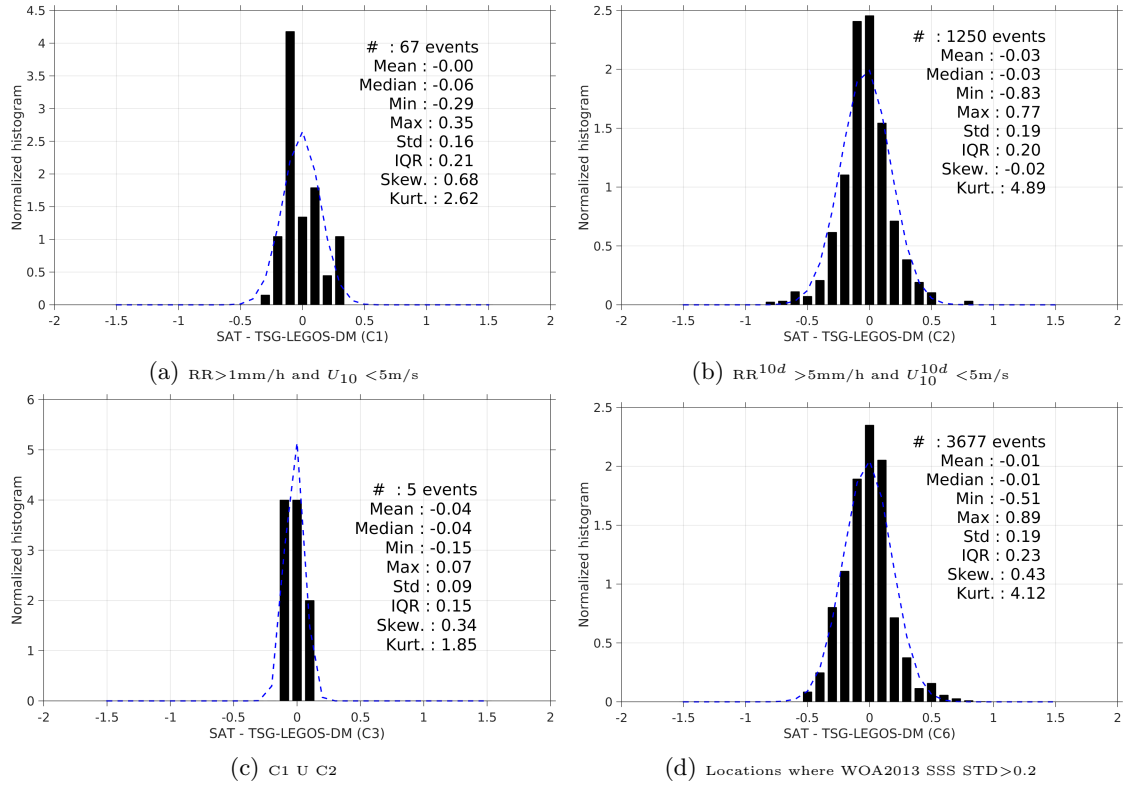 4.5
4
3.5
3
2.5
2
1.5
1
0.5
0
Normalized histogram
# : 67 events
Mean : -0.00
Median : -0.06
Min : -0.29
Max : 0.35
Std : 0.16
IQR : 0.21
Skew. : 0.68
Kurt. : 2.62
-2 -1.5 -1 -0.5 0 0.5 1 1.5 2
SAT - TSG-LEGOS-DM (C1)
(a) RR>1mm/h and U10 <5m/s
2.5
2
1.5
1
0.5
0
Normalized histogram
# : 1250 events
Mean : -0.03
Median : -0.03
Min : -0.83
Max : 0.77
Std : 0.19
IQR : 0.20
Skew. : -0.02
Kurt. : 4.89
-2 -1.5 -1 -0.5 0 0.5 1 1.5 2
SAT - TSG-LEGOS-DM (C2)
(b) RR^10d >5mm/h and U10^10d <5m/s
6
5
4
3
2
1
0
Normalized histogram
# : 5 events
Mean : -0.04
Median : -0.04
Min : -0.15
Max : 0.07
Std : 0.09
IQR : 0.15
Skew. : 0.34
Kurt. : 1.85
-2 -1.5 -1 -0.5 0 0.5 1 1.5 2
SAT - TSG-LEGOS-DM (C3)
(c) C1 U C2
2.5
2
1.5
1
0.5
0
Normalized histogram
# : 3677 events
Mean : -0.01
Median : -0.01
Min : -0.51
Max : 0.89
Std : 0.19
IQR : 0.23
Skew. : 0.43
Kurt. : 4.12
-2 -1.5 -1 -0.5 0 0.5 1 1.5 2
SAT - TSG-LEGOS-DM (C6)
(d) Locations where WOA2013 SSS STD>0.2